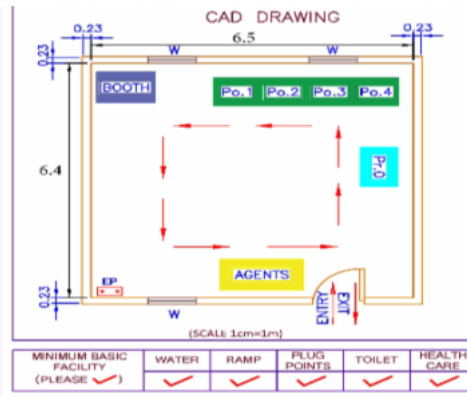 CAD DRAWING
0.23 6.5 0.23
0.23 W W
BOOTH Po.1 Po.2 Po.3 Po.4
6.4
Pr.O
AGENTS
EP
0.23 W ENTRY EXIT
(SCALE 1cm=1m)
MINIMUM BASIC FACILITY (PLEASE ✓) WATER RAMP PLUG POINTS TOILET HEALTH CARE
✓ ✓ ✓ ✓ ✓